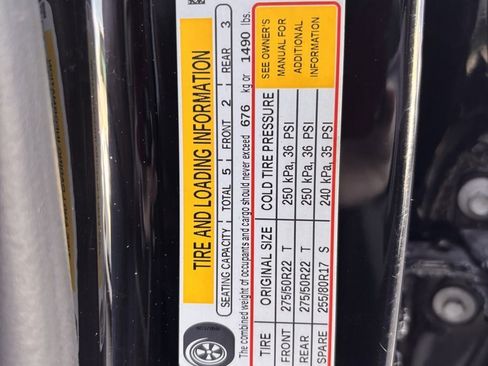 TIRE AND LOADING INFORMATION
SEATING CAPACITY TOTAL 5 FRONT 2 REAR 3
The combined weight of occupants and cargo should never exceed 676 kg or 1490 lbs.
TIRE ORIGINAL SIZE COLD TIRE PRESSURE SEE OWNER'S
FRONT 275/50R22 T 250 kPa, 36 PSI MANUAL FOR
REAR 275/50R22 T 250 kPa, 36 PSI ADDITIONAL
SPARE 255/80R17 S 240 kPa, 35 PSI INFORMATION